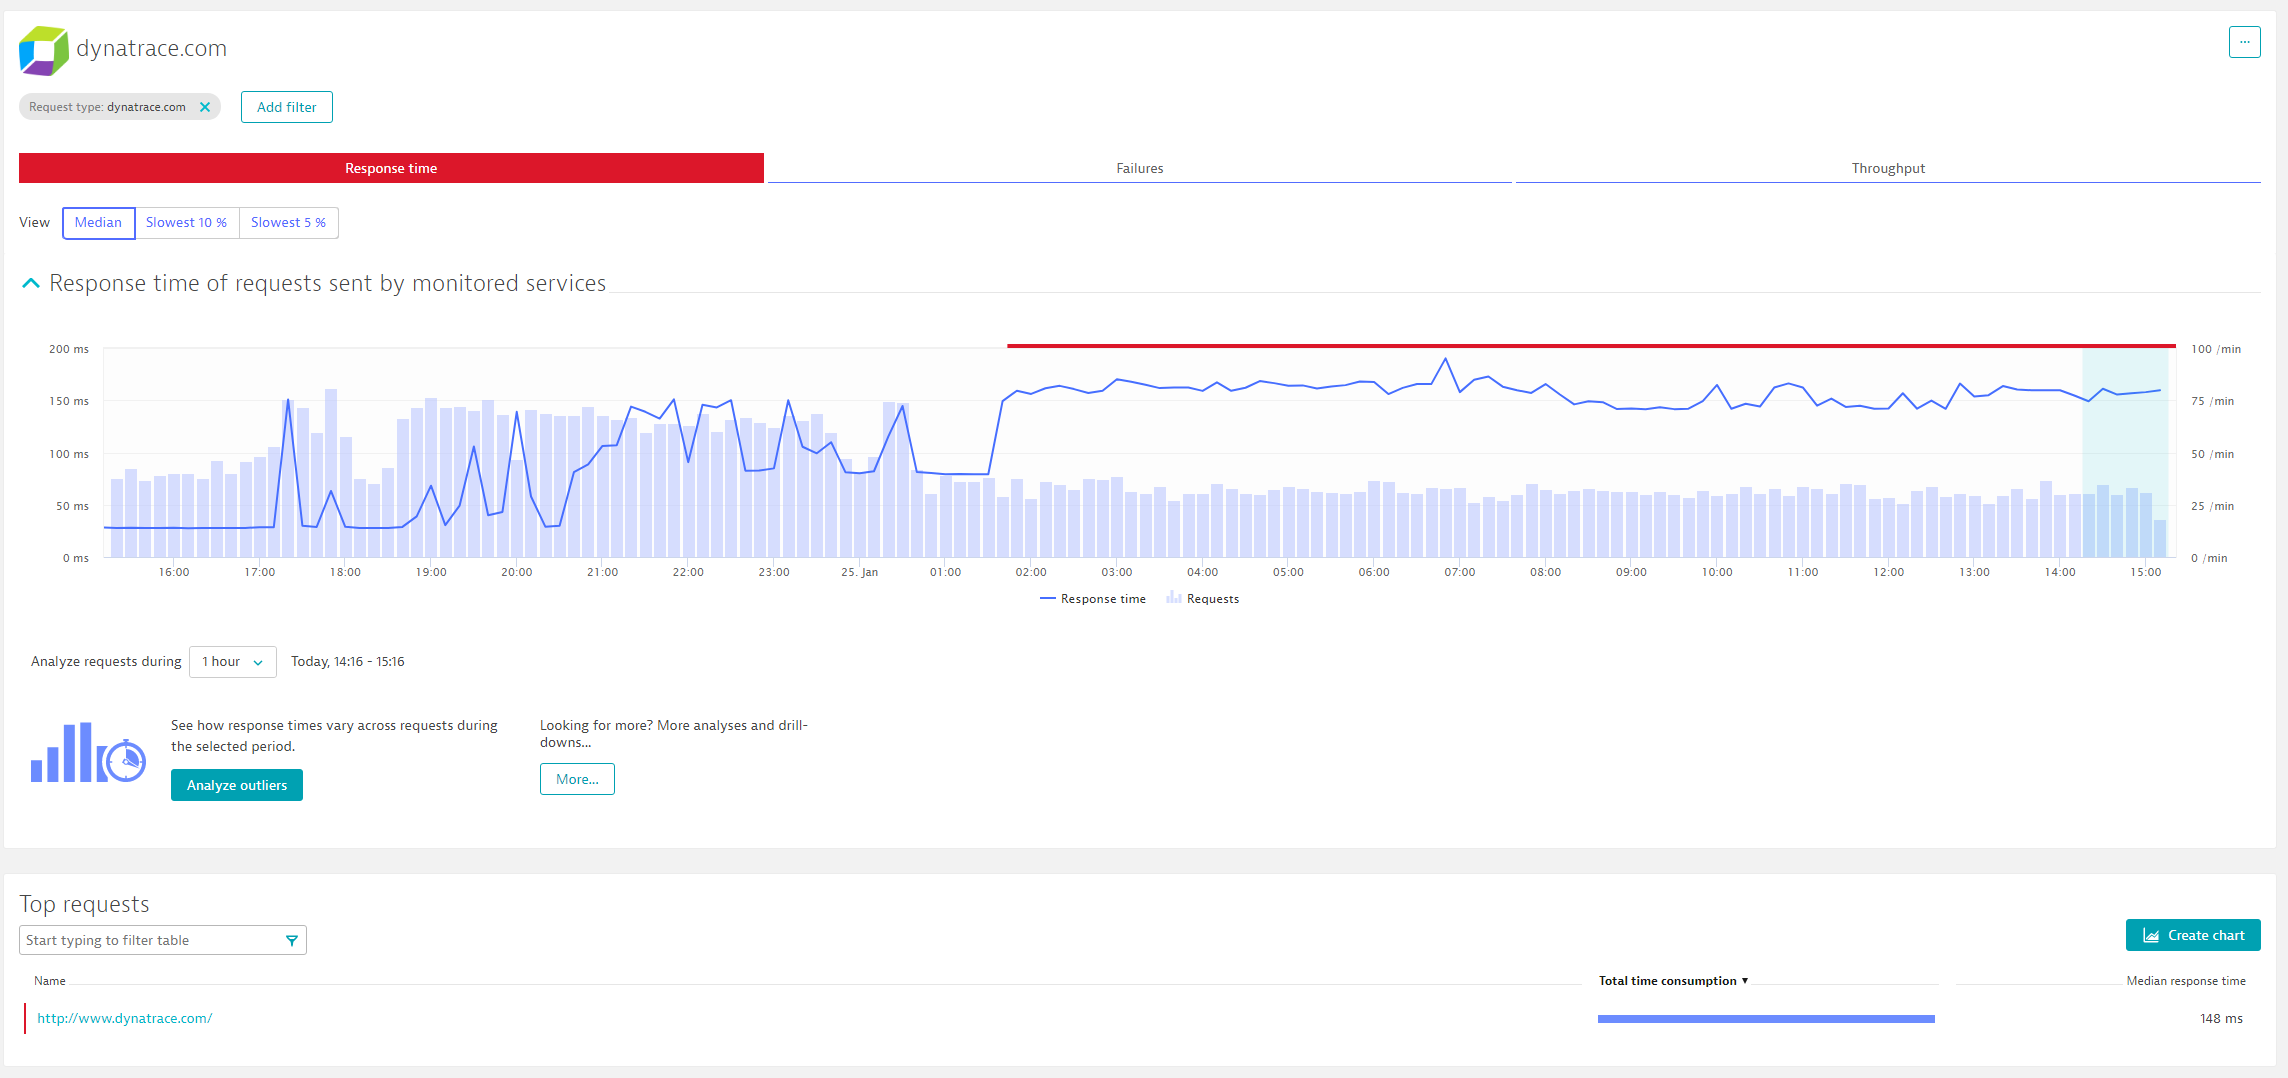 dynatrace.com
...
Request type: dynatrace.com
Add filter
Response time Failures Throughput
View Median Slowest 10 % Slowest 5 %
Response time of requests sent by monitored services
200 ms 100 /min
150 ms 75 /min
100 ms 50 /min
50 ms 25 /min
0 ms 0 /min
16:00 17:00 18:00 19:00 20:00 21:00 22:00 23:00 25. Jan 01:00 02:00 03:00 04:00 05:00 06:00 07:00 08:00 09:00 10:00 11:00 12:00 13:00 14:00 15:00
Response time Requests
Analyze requests during 1 hour Today, 14:16 - 15:16
See how response times vary across requests during
the selected period.
Analyze outliers
Looking for more? More analyses and drill-
downs...
More...
Top requests
Start typing to filter table
Create chart
Name Total time consumption ▼ Median response time
http://www.dynatrace.com/ 148 ms